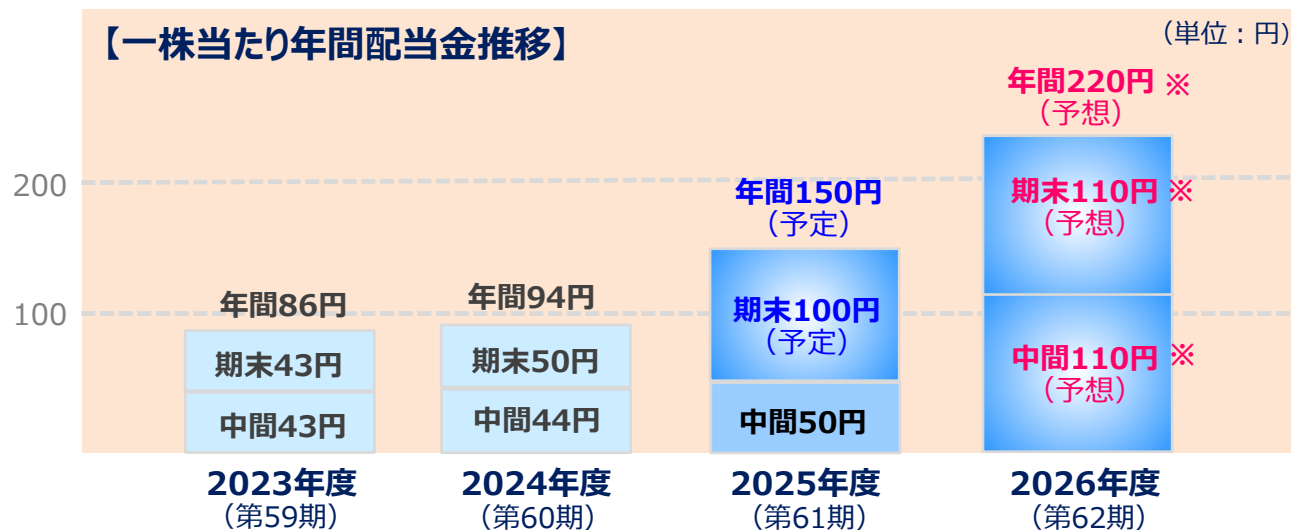 【一株当たり年間配当金推移】
(単位：円)
200
100
年間86円
期末43円
中間43円
2023年度
(第59期)
年間94円
期末50円
中間44円
2024年度
(第60期)
年間150円
(予定)
期末100円
(予定)
中間50円
2025年度
(第61期)
年間220円 ※
(予想)
期末110円 ※
(予想)
中間110円 ※
(予想)
2026年度
(第62期)